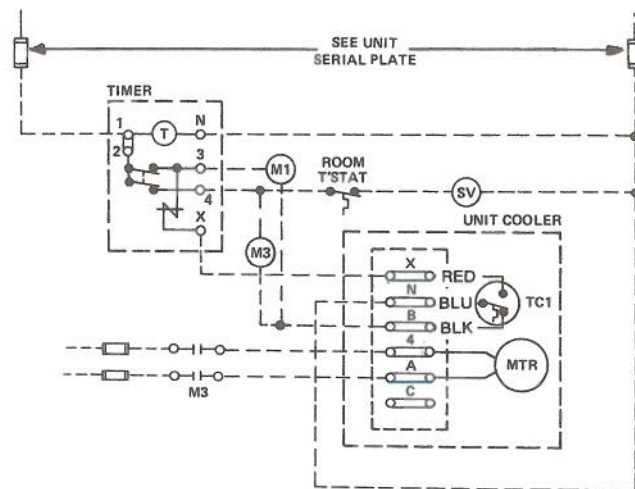 SEE UNIT
SERIAL PLATE
TIMER
1
T
N
2
3
M1
ROOM
T'STAT
4
SV
X
M3
UNIT COOLER
X
RED
N
BLU
TC1
B
BLK
4
MTR
A
M3
C